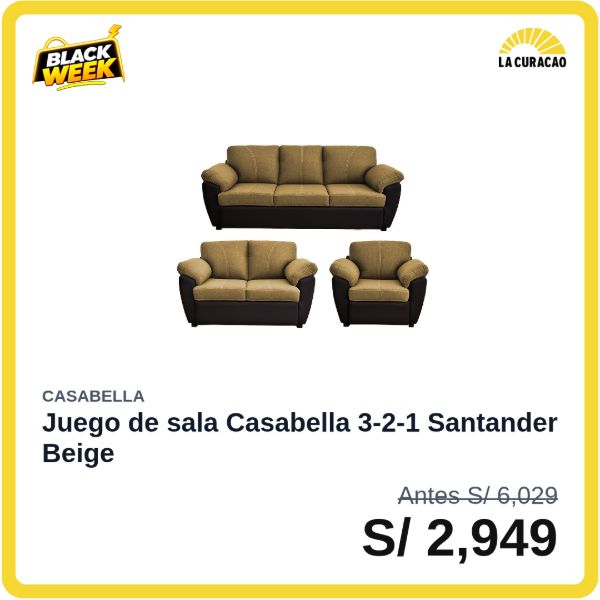 BLACK
WEEK
LA CURACAO
CASABELLA
Juego de sala Casabella 3-2-1 Santander
Beige
Antes S/ 6,029
S/ 2,949